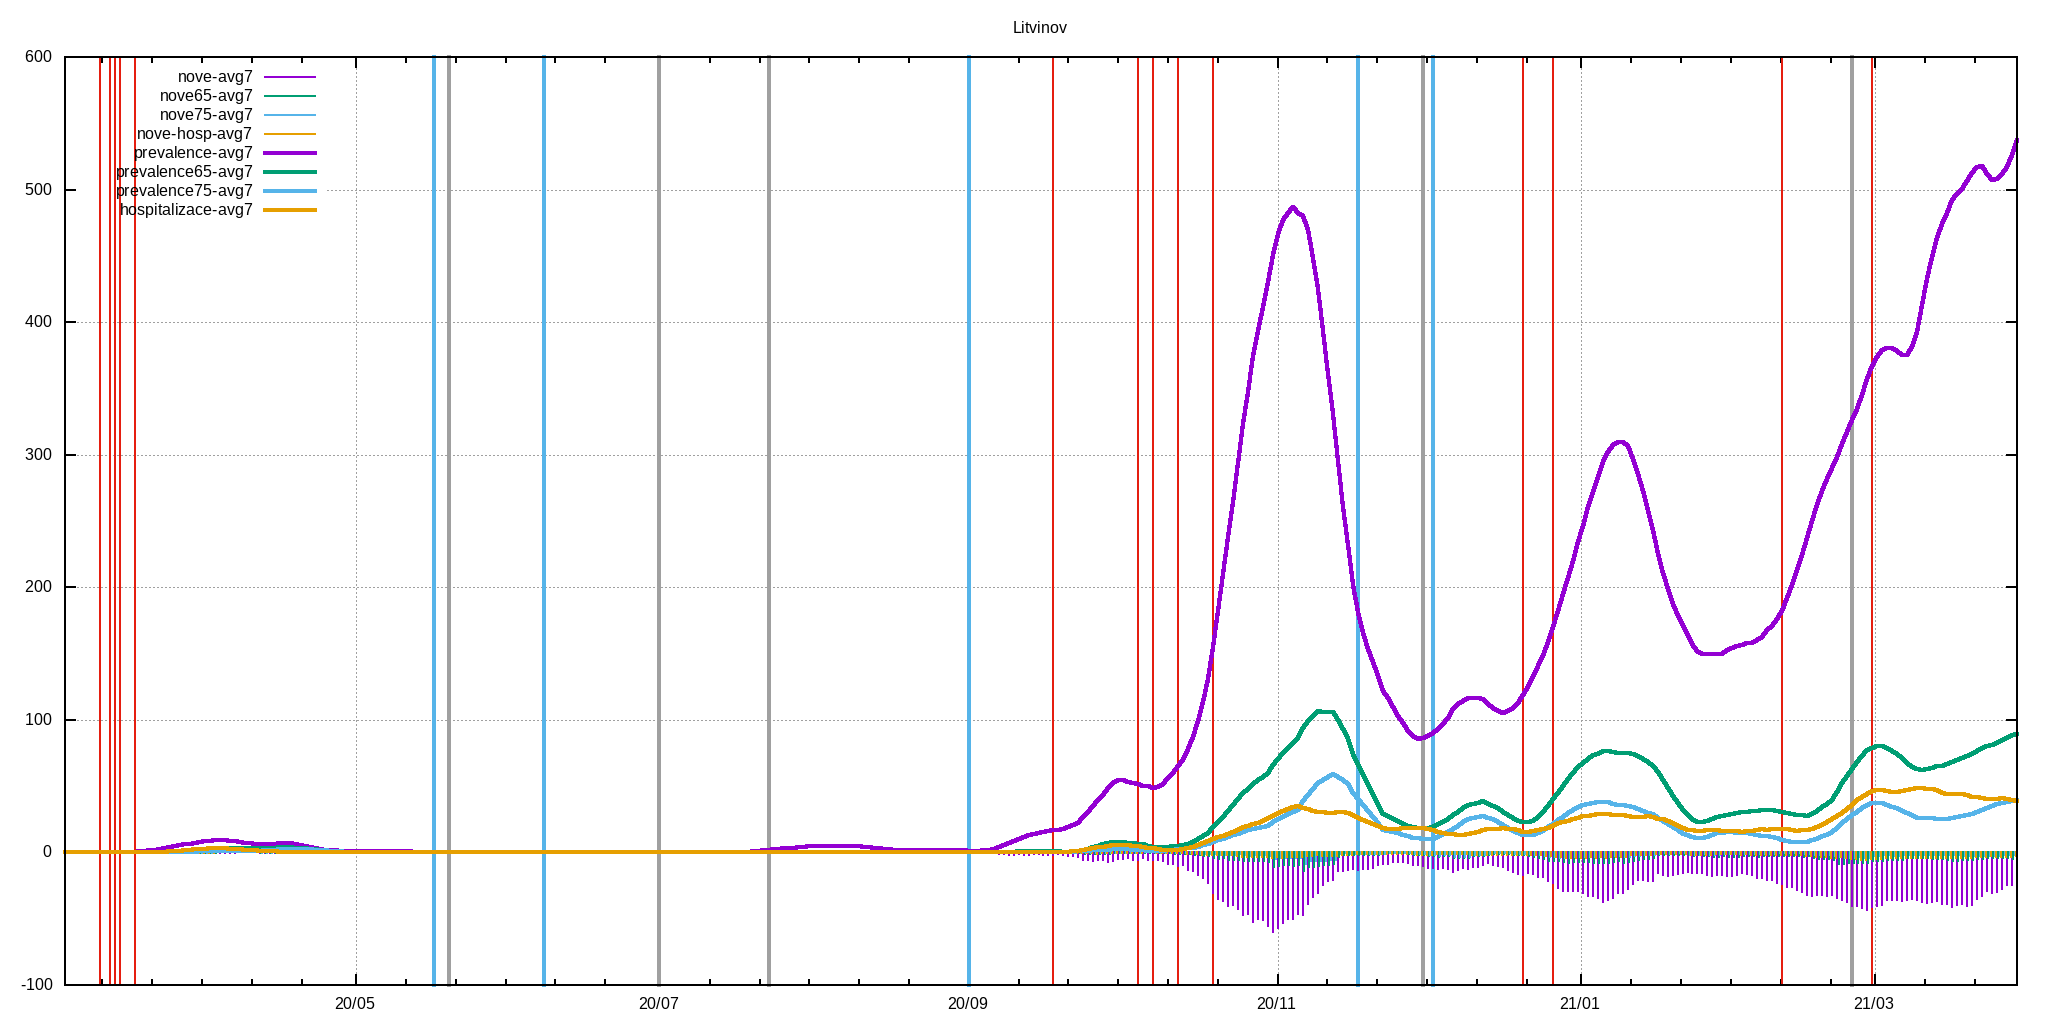 Litvinov
600
500
400
300
200
100
0
-100
nove-avg7
nove65-avg7
nove75-avg7
nove-hosp-avg7
prevalence-avg7
prevalence65-avg7
prevalence75-avg7
hospitalizace-avg7
20/05 20/07 20/09 20/11 21/01 21/03